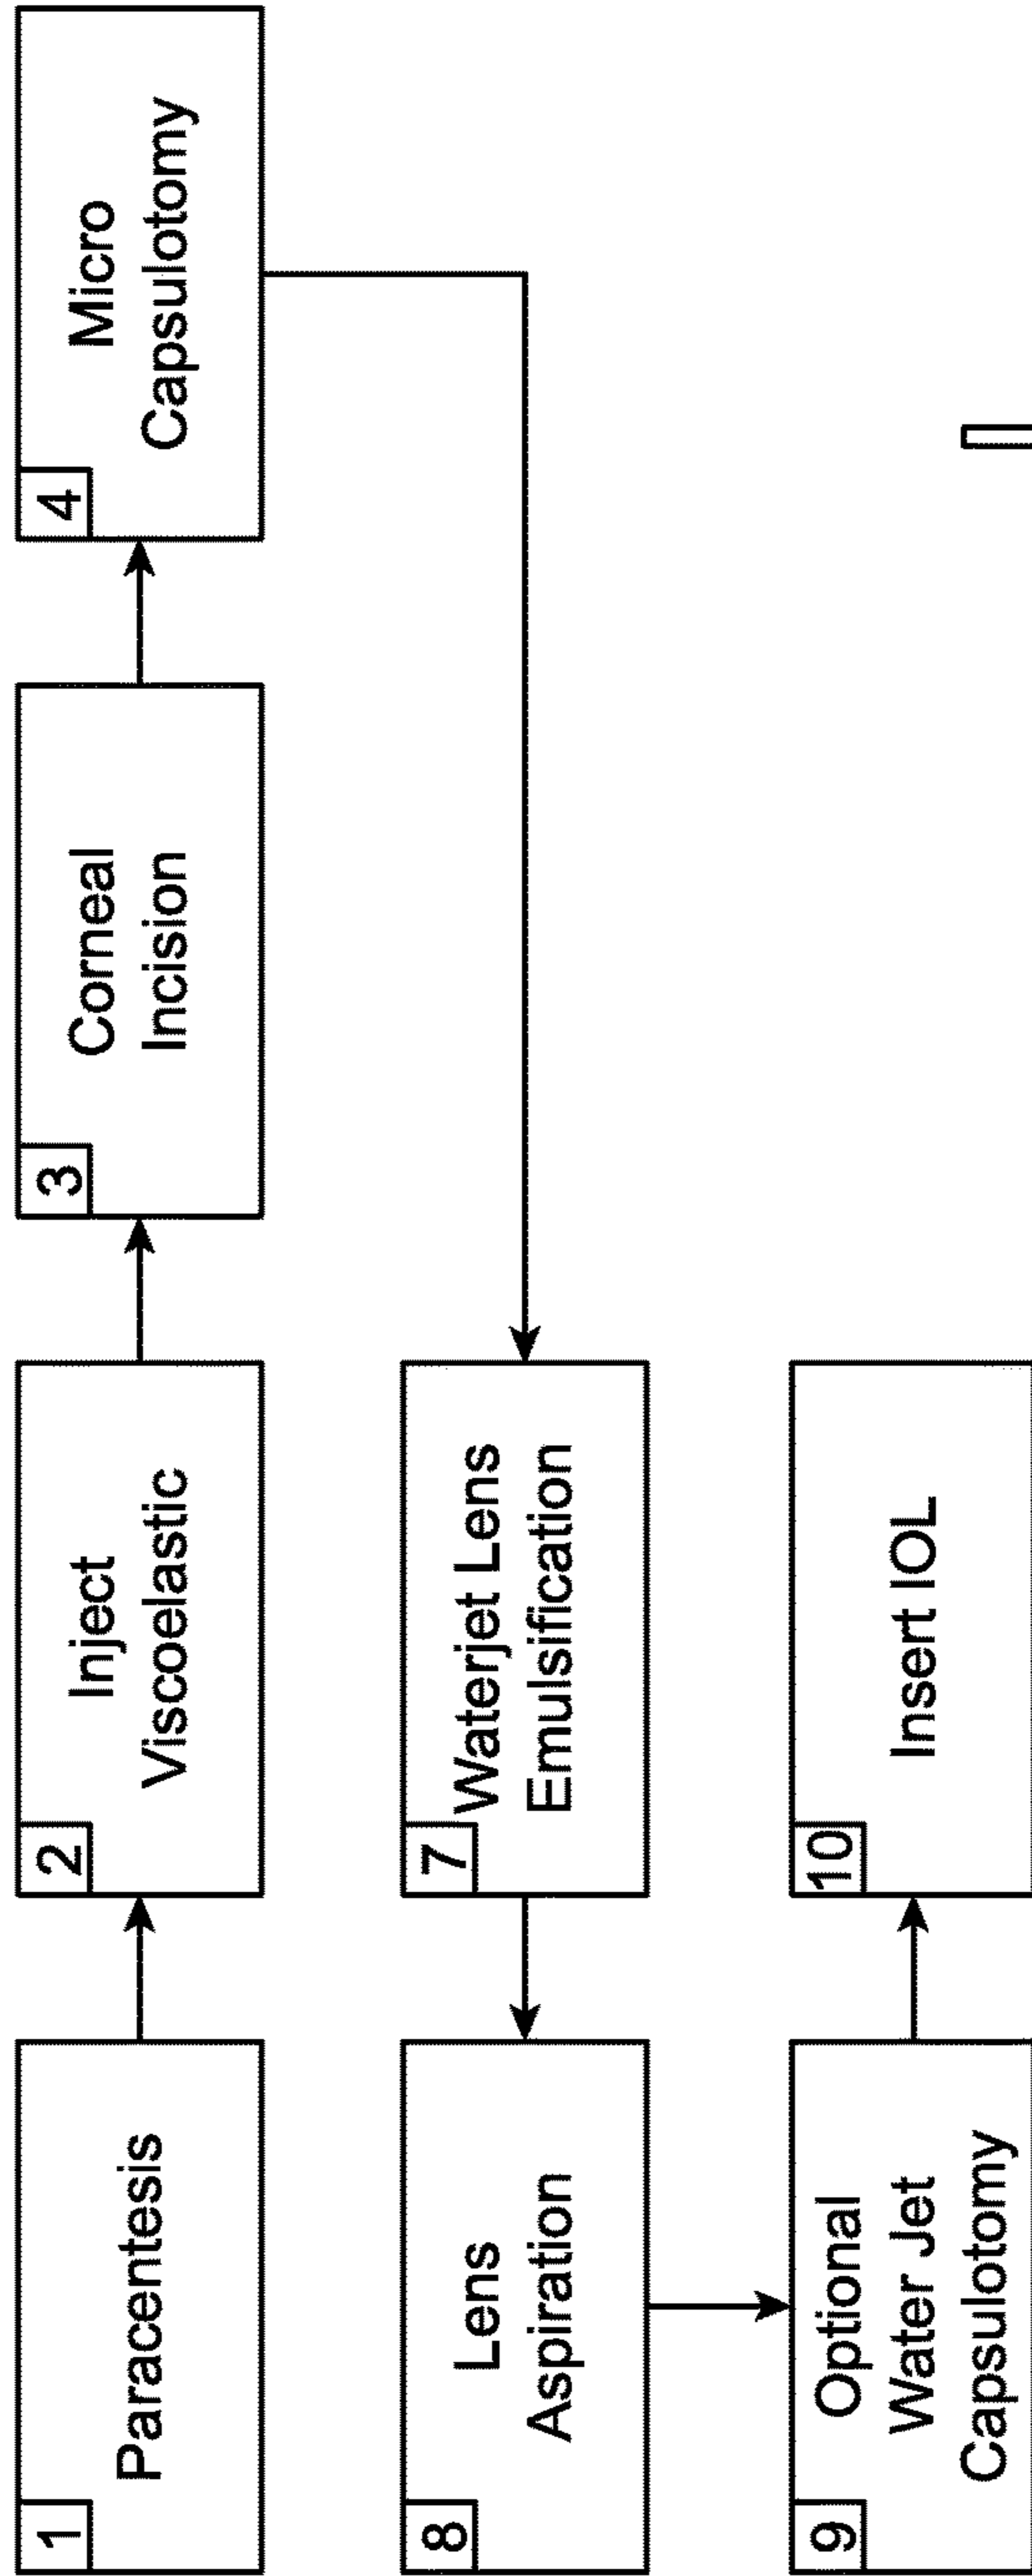 1
Paracentesis
2
Inject
Viscoelastic
3
Corneal
Incision
4
Micro
Capsulotomy
7
Waterjet Lens
Emulsification
8
Lens
Aspiration
9
Optional
Water Jet
Capsulotomy
10
Insert IOL